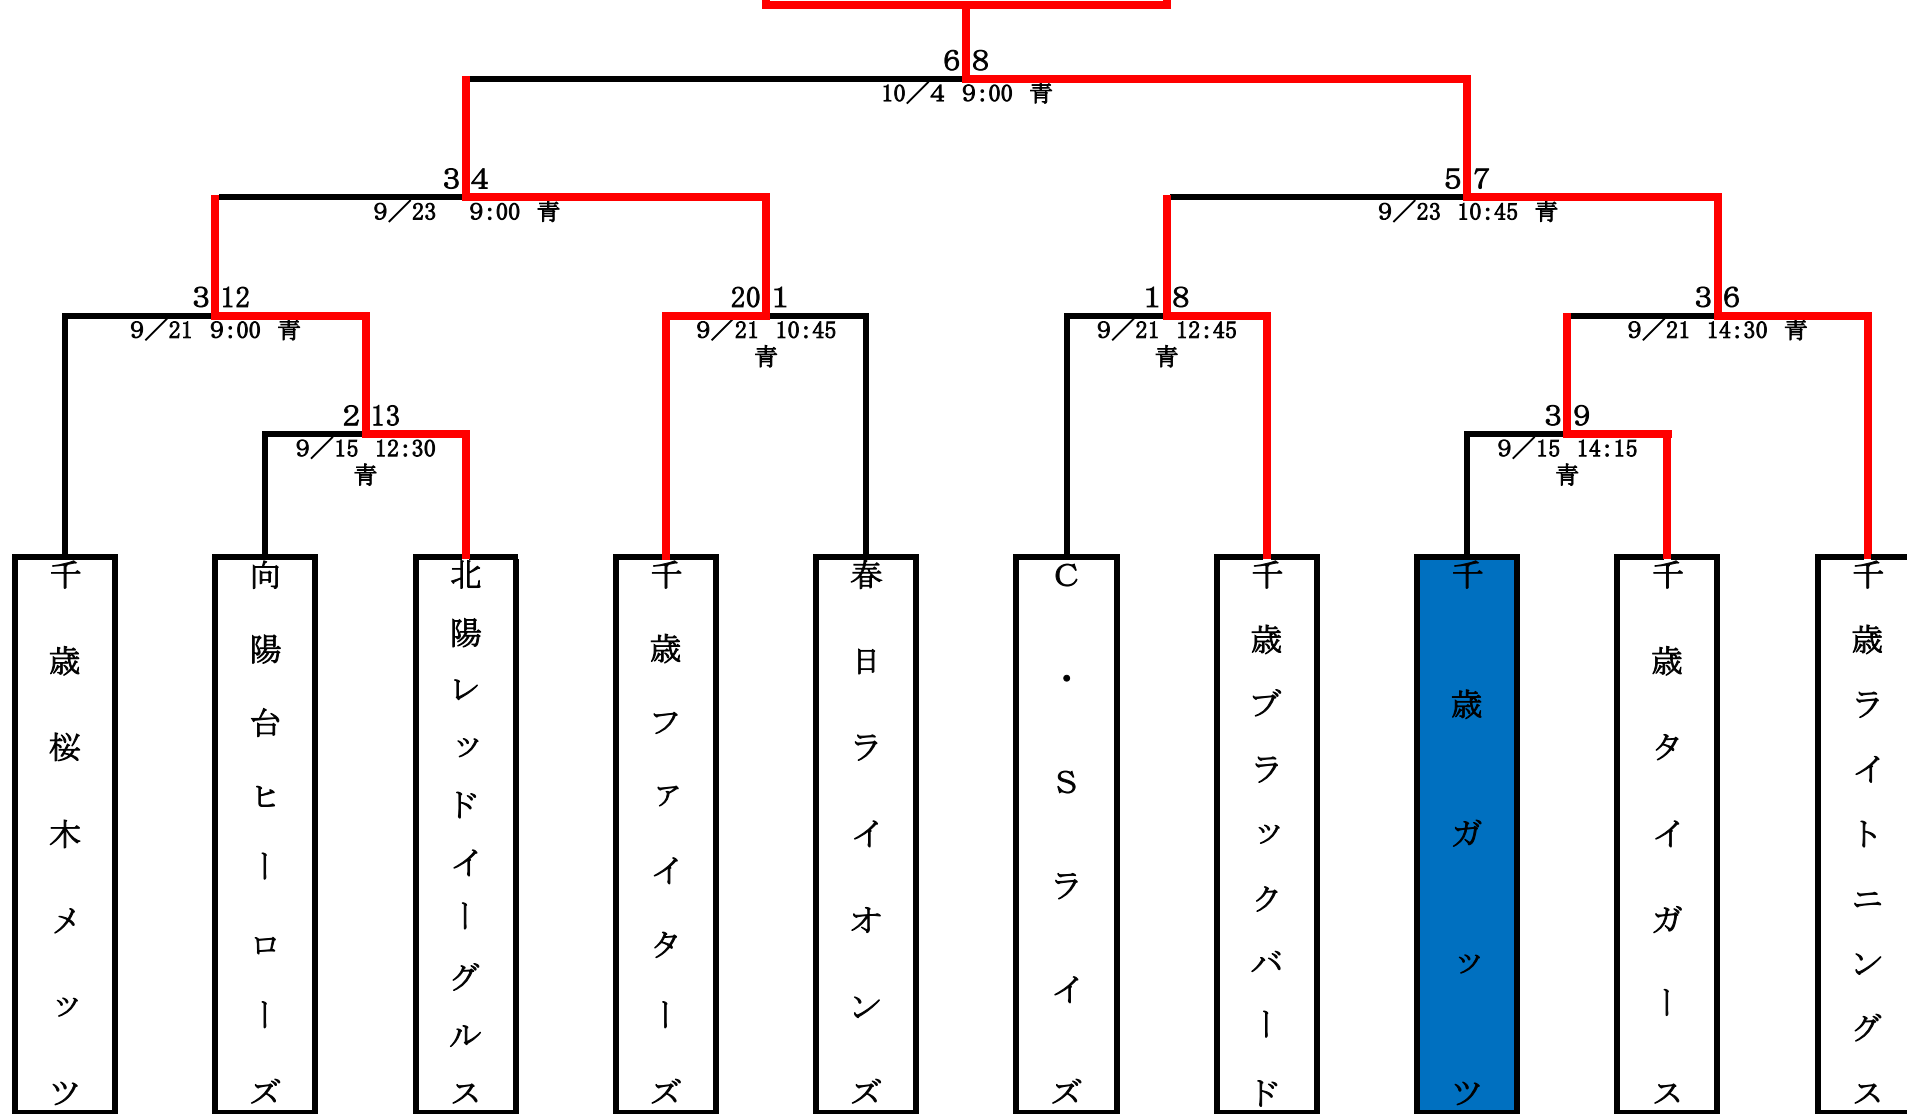 6 8
10／4 9:00 青
3 4
9／23 9:00 青
5 7
9／23 10:45 青
3 12
9／21 9:00 青
20 1
9／21 10:45
青
1 8
9／21 12:45
青
3 6
9／21 14:30 青
2 13
9／15 12:30
青
3 9
9／15 14:15
青
千歳桜木メッツ
向陽台ヒーローズ
北陽レッドイーグルス
千歳ファイターズ
春日ライオンズ
C・Sライズ
千歳ブラックバード
千歳ガッツ
千歳タイガース
千歳ライトニングス